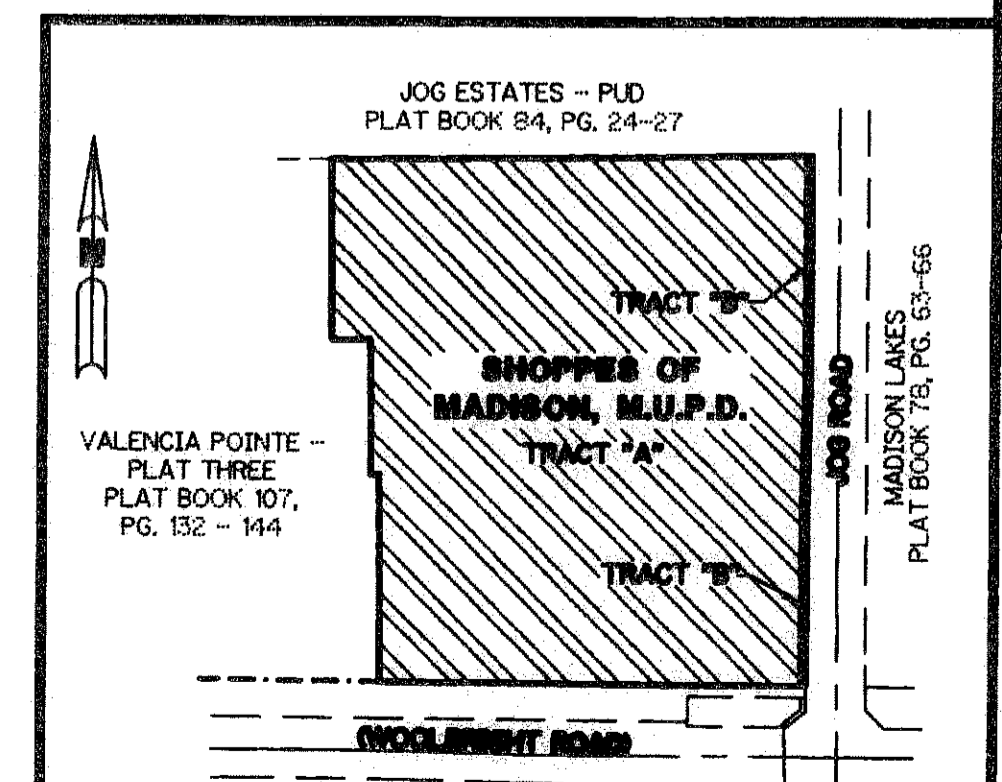 JOG ESTATES -- PUD
PLAT BOOK 84, PG. 24--27
TRACT "B"
SHOPPES OF
MADISON, M.U.P.D.
TRACT "A"
JOG ROAD
MADISON LAKES
PLAT BOOK 78, PG. 63--66
VALENCIA POINTE --
PLAT THREE
PLAT BOOK 107,
PG. 132 -- 144
TRACT "B"
(WOOLBRIGHT ROAD)